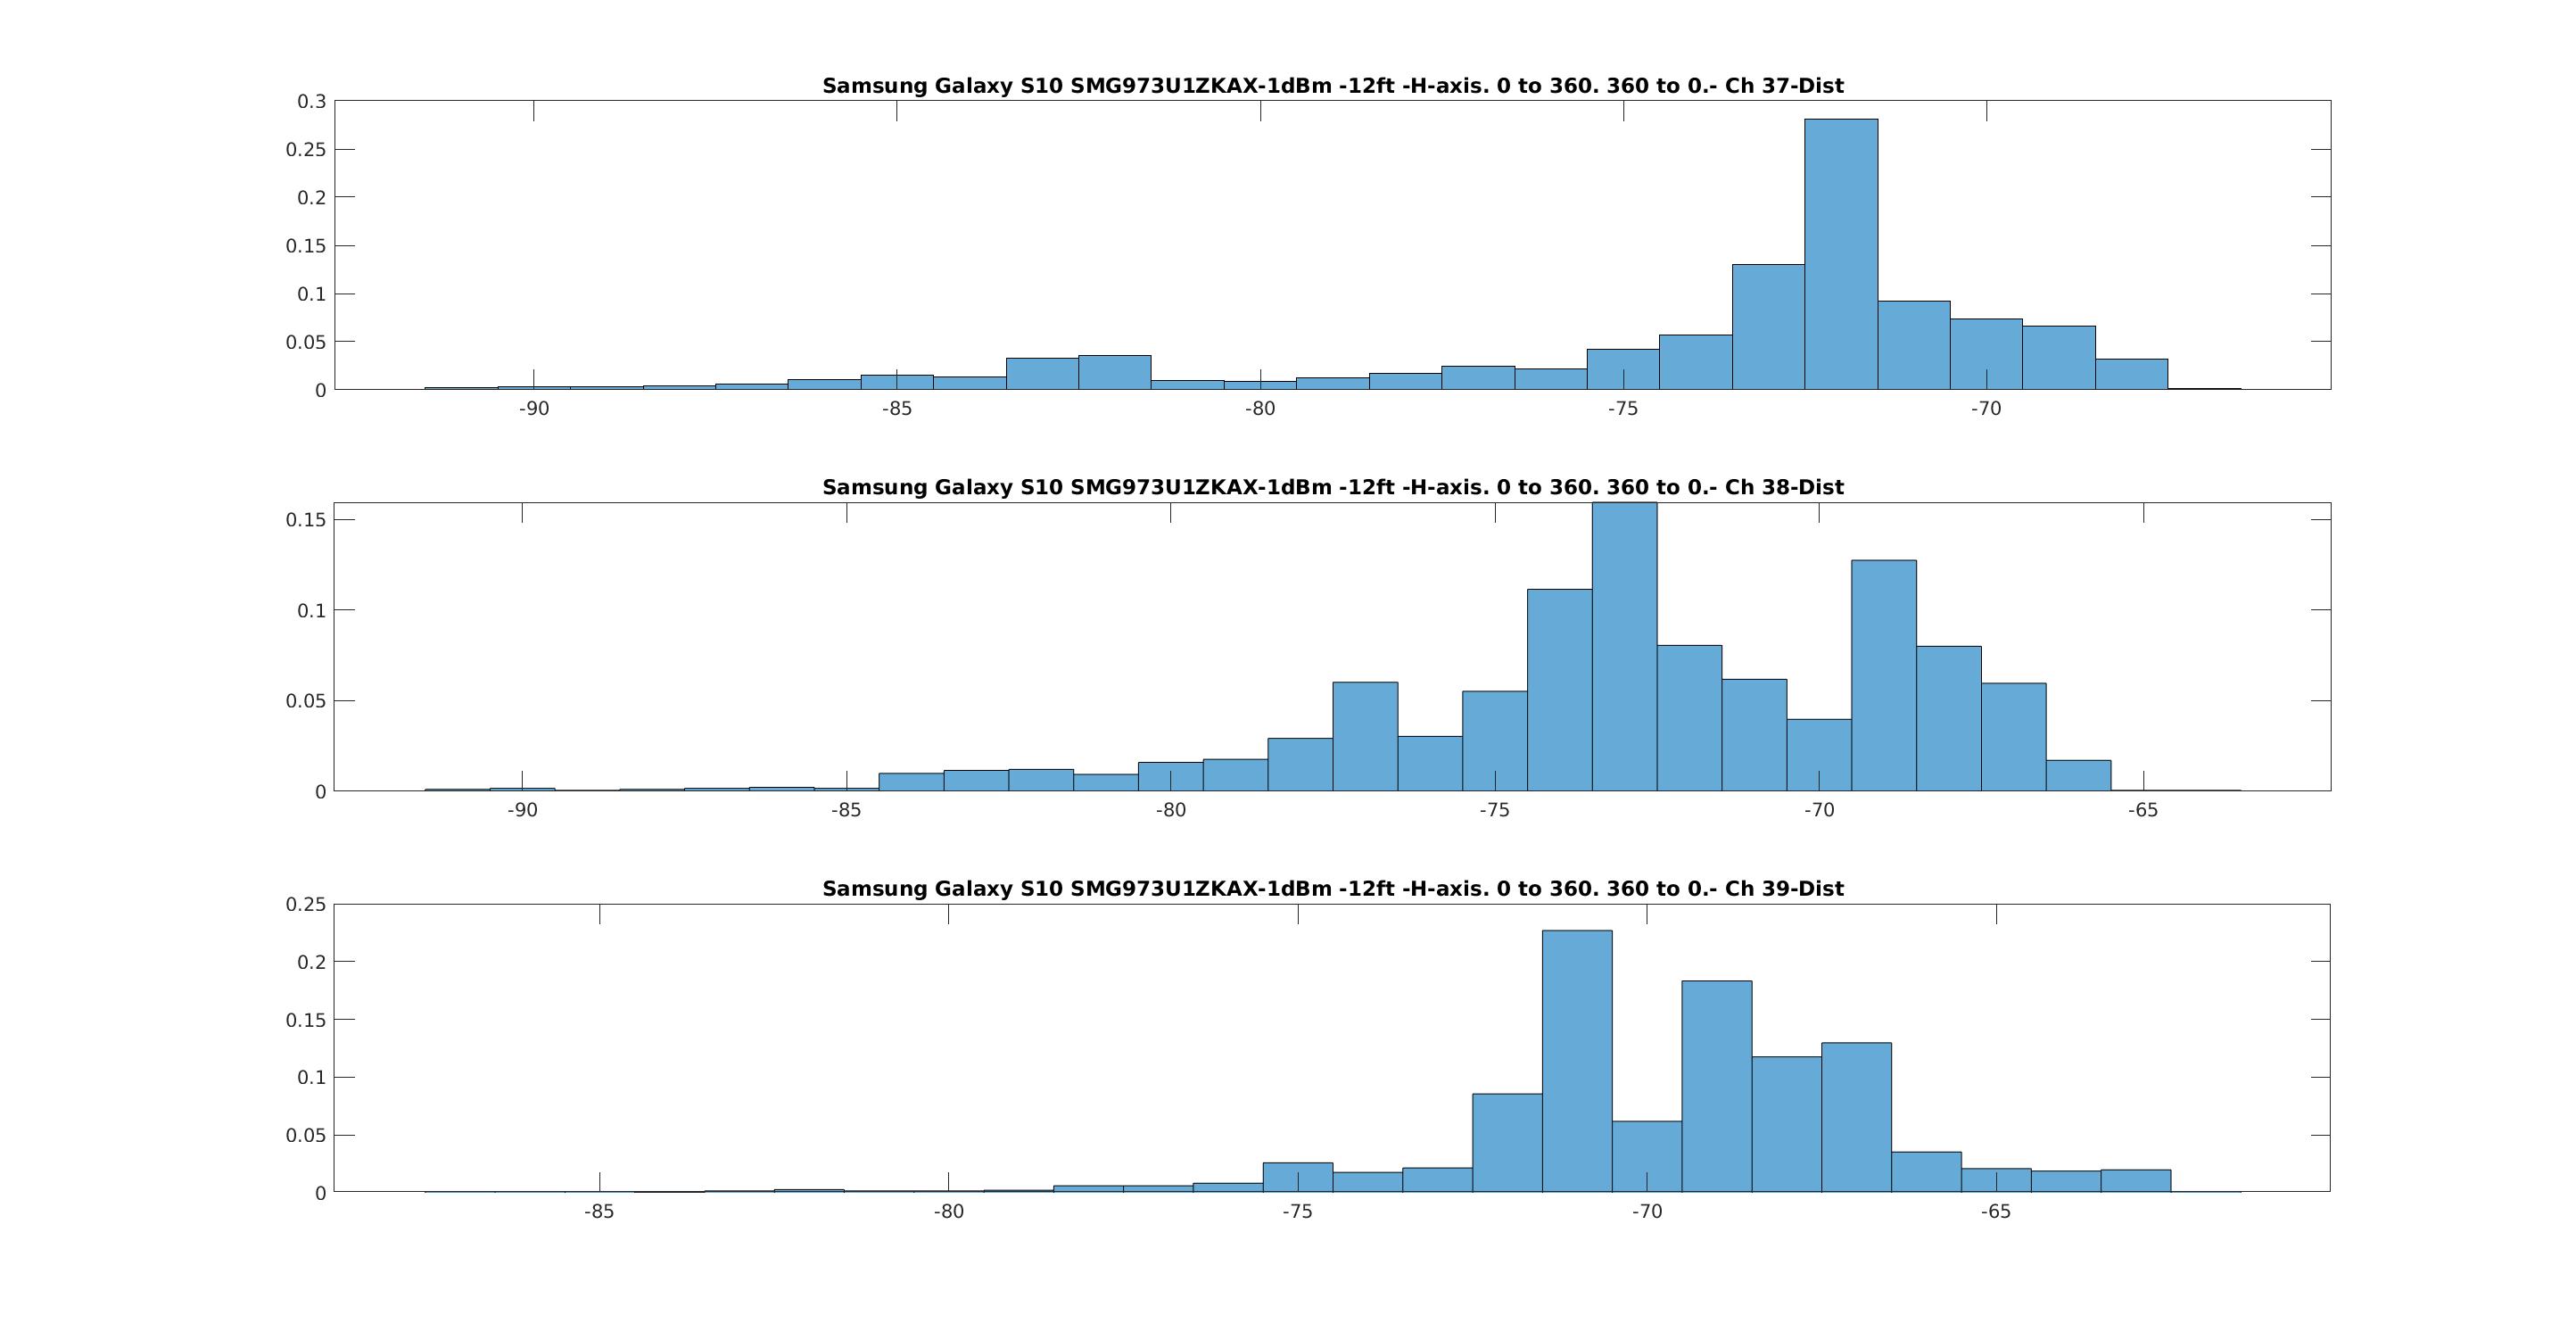 Samsung Galaxy S10 SMG973U1ZKAX-1dBm -12ft -H-axis. 0 to 360. 360 to 0.- Ch 37-Dist
0.3
0.25
0.2
0.15
0.1
0.05
0
-90 -85 -80 -75 -70
Samsung Galaxy S10 SMG973U1ZKAX-1dBm -12ft -H-axis. 0 to 360. 360 to 0.- Ch 38-Dist
0.15
0.1
0.05
0
-90 -85 -80 -75 -70 -65
Samsung Galaxy S10 SMG973U1ZKAX-1dBm -12ft -H-axis. 0 to 360. 360 to 0.- Ch 39-Dist
0.25
0.2
0.15
0.1
0.05
0
-85 -80 -75 -70 -65